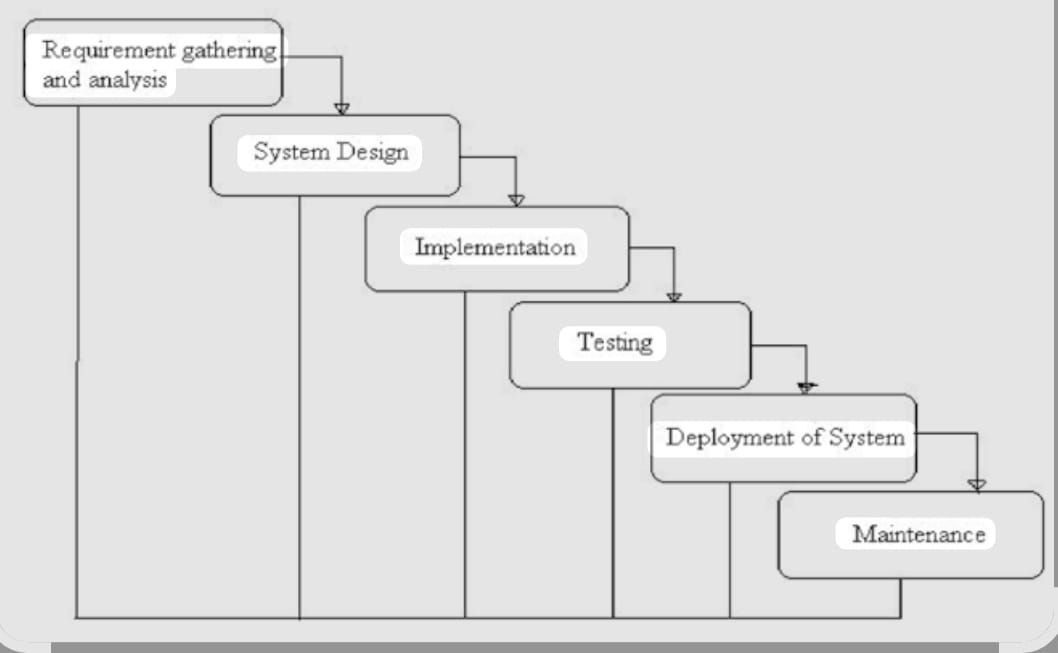 Requirement gathering
and analysis
System Design
Implementation
Testing
Deployment of System
Maintenance